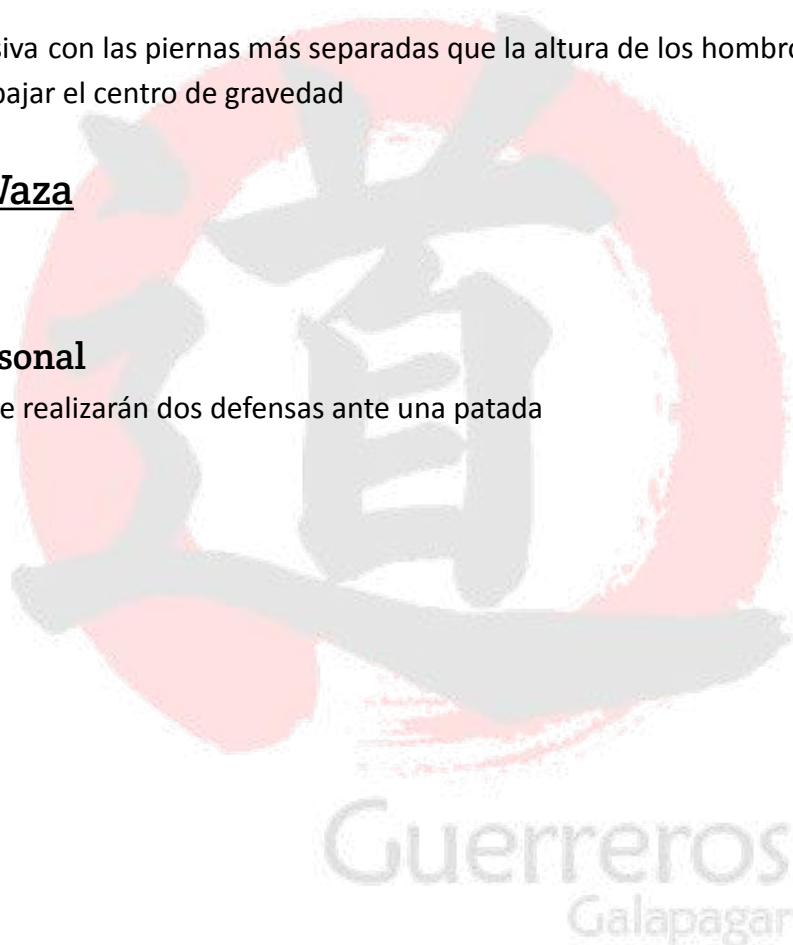 siva con las piernas más separadas que la altura de los hombro
bajar el centro de gravedad
Waza
sonal
e realizarán dos defensas ante una patada
道
Guerreros
Galapagar